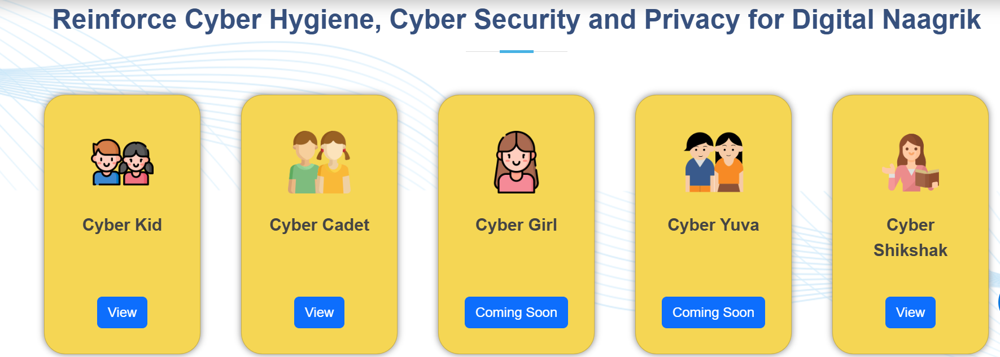 Reinforce Cyber Hygiene, Cyber Security and Privacy for Digital Naagrik
Cyber Kid
View
Cyber Cadet
View
Cyber Girl
Coming Soon
Cyber Yuva
Coming Soon
Cyber
Shikshak
View